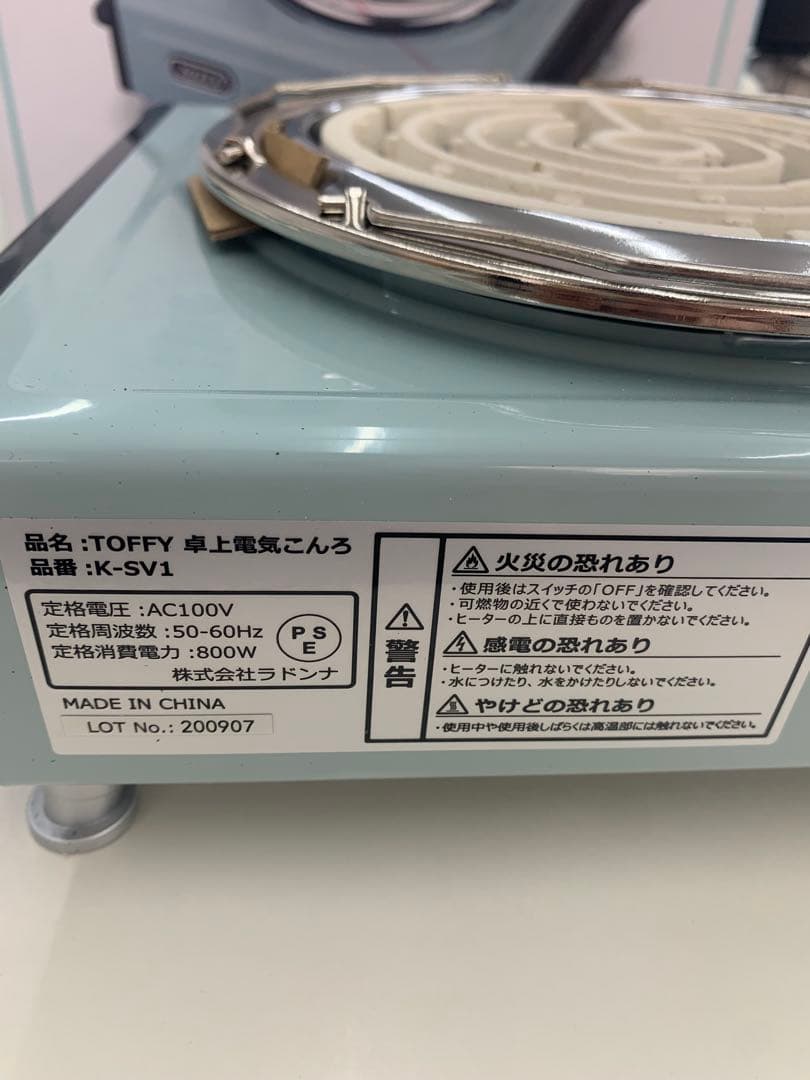 品名 :TOFFY 卓上電気こんろ
品番 :K-SV1
定格電圧 :AC100V
定格周波数 :50-60Hz
定格消費電力 :800W
PSE
株式会社ラドンナ
MADE IN CHINA
LOT No.: 200907
警告
火災の恐れあり
・使用後はスイッチの「OFF」を確認してください。
・可燃物の近くで使わないでください。
・ヒーターの上に直接ものを置かないでください。
感電の恐れあり
・ヒーターに触れないでください。
・水につけたり、水をかけたりしないでください。
やけどの恐れあり
・使用中や使用後しばらくは高温部には触れないでください。